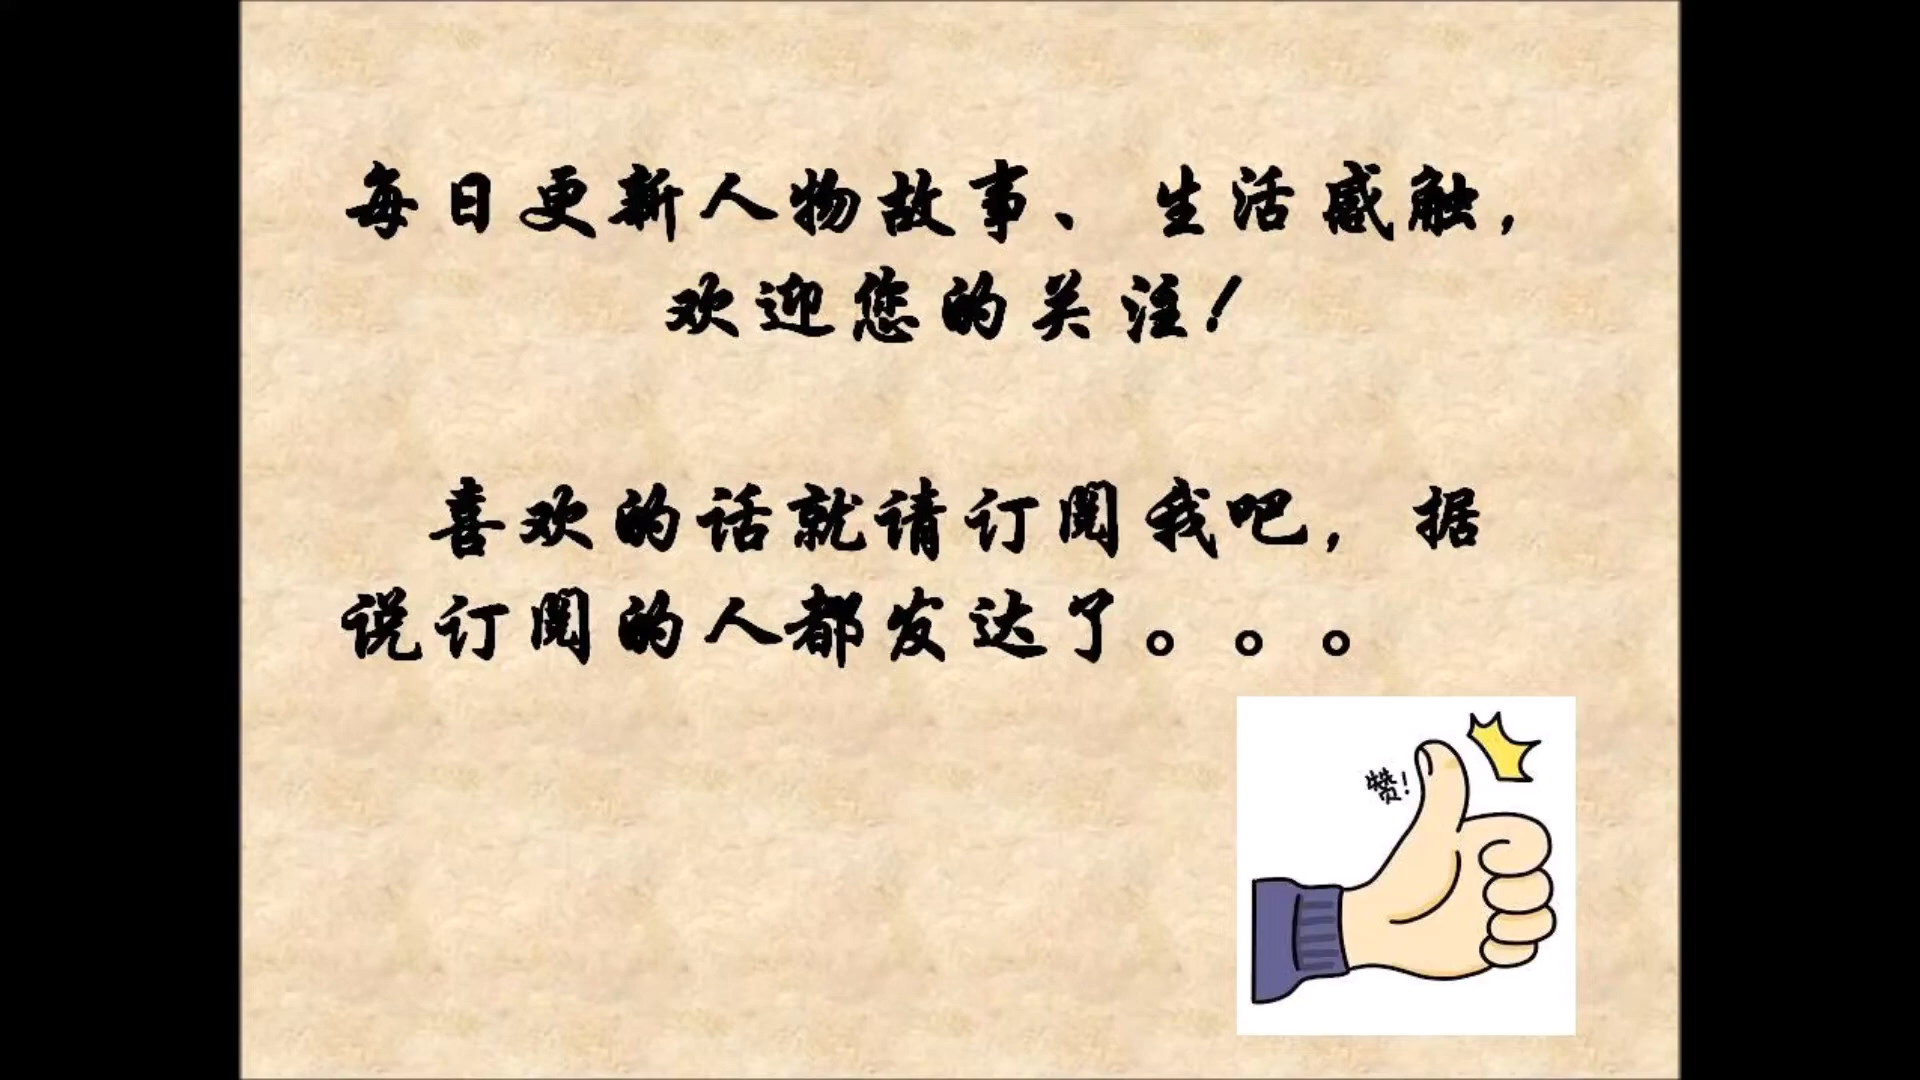 每日更新人物故事、生活感触，
欢迎您的关注！
喜欢的话就请订阅我吧，据
说订阅的人都发达了。。。
赞！